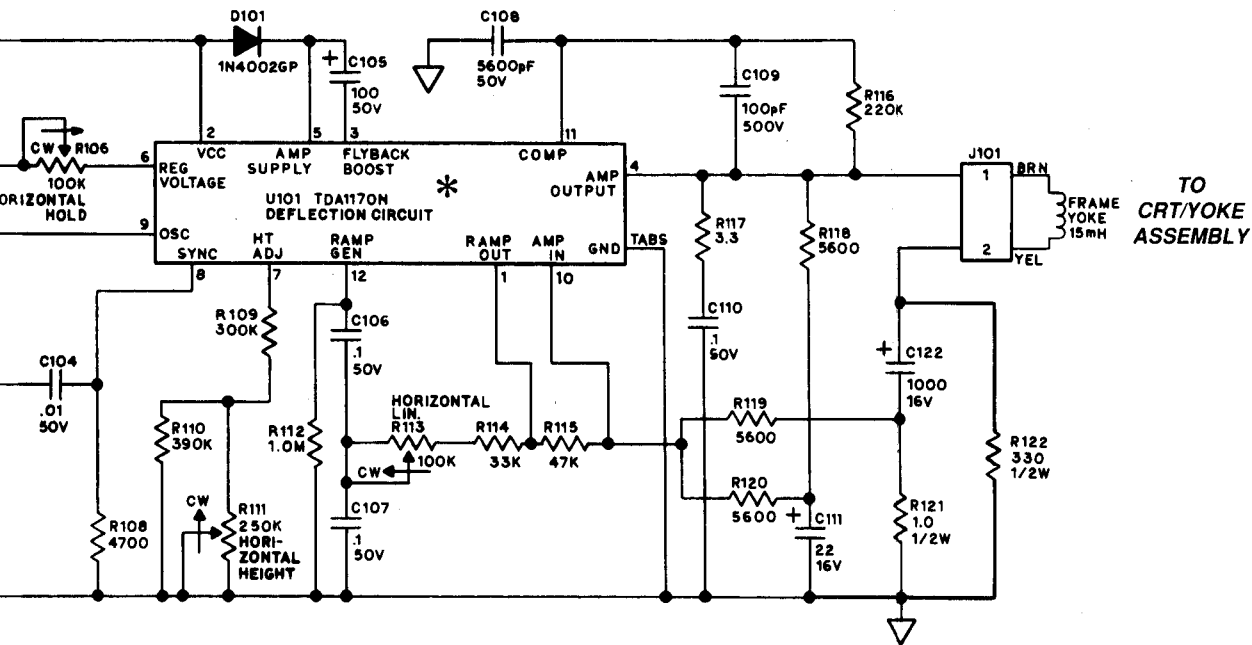 D101
1N4002GP
+ C105
100
50V
C108
5600pF
50V
C109
100pF
500V
R116
220K
CW R106
100K
ORIZONTAL
HOLD
2
5
3
11
6
9
4
8
7
12
1
10
VCC
AMP
SUPPLY
FLYBACK
BOOST
COMP
REG
VOLTAGE
*
AMP
OUTPUT
U101 TDA1170N
DEFLECTION CIRCUIT
OSC
SYNC
HT
ADJ
RAMP
GEN
RAMP
OUT
AMP
IN
GND
TABS
J101
1
2
BRN
YEL
FRAME
YOKE
15mH
TO
CRT/YOKE
ASSEMBLY
R117
3.3
R118
5600
R109
300K
C106
.1
50V
C110
.1
50V
+ C122
1000
16V
C104
.01
50V
R110
390K
R112
1.0M
HORIZONTAL
LIN.
R113
100K
CW
R114
33K
R115
47K
R119
5600
R120
5600
R122
330
1/2W
R108
4700
CW
R111
250K
HORI-
ZONTAL
HEIGHT
C107
.1
50V
+ C111
22
16V
R121
1.0
1/2W